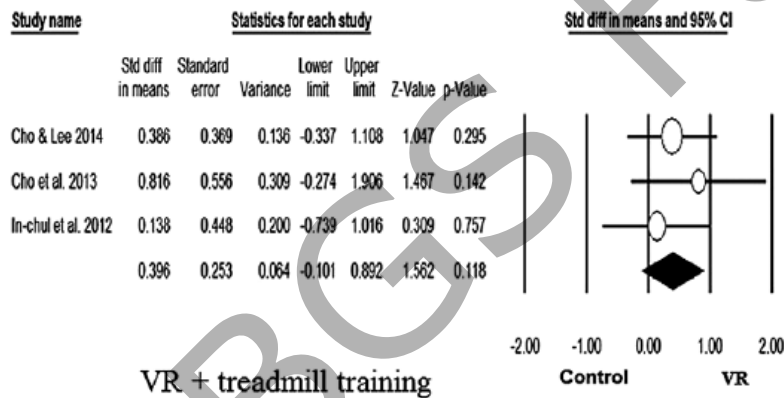 Study name Statistics for each study Std diff in means and 95% CI
Std diff Standard Lower Upper
in means error Variance limit limit Z-Value p-Value
Cho & Lee 2014 0.386 0.369 0.136 -0.337 1.108 1.047 0.295
Cho et al. 2013 0.816 0.556 0.309 -0.274 1.906 1.467 0.142
In-chul et al. 2012 0.138 0.448 0.200 -0.739 1.016 0.309 0.757
0.396 0.253 0.064 -0.101 0.892 1.562 0.118
-2.00 -1.00 0.00 1.00 2.00
Control VR
VR + treadmill training
BGS